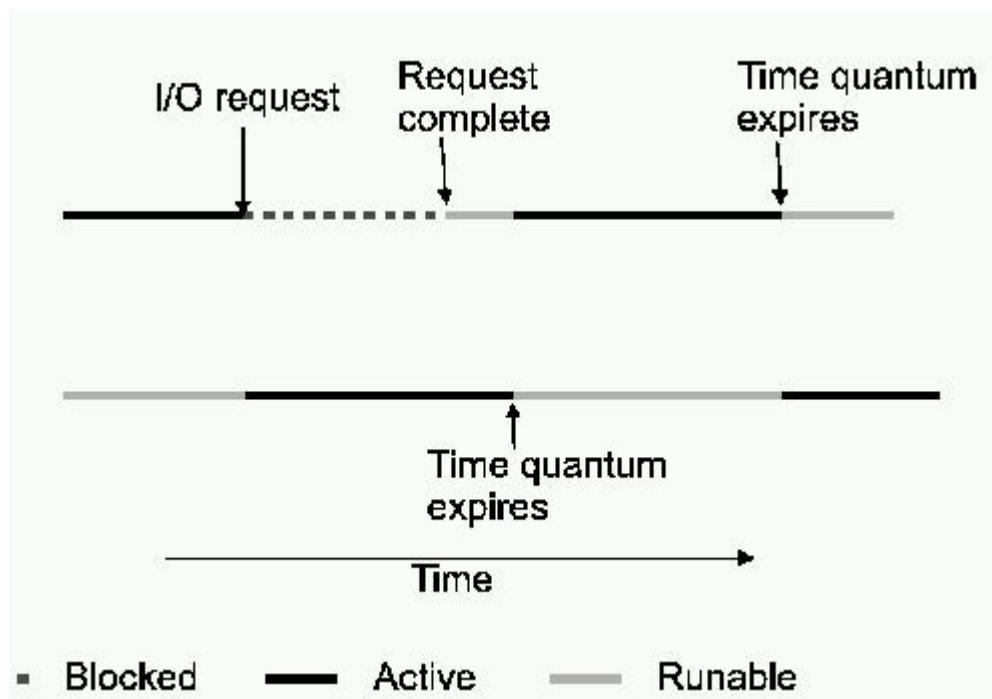 I/O request
Request
complete
Time quantum
expires
Time quantum
expires
Time
Blocked
Active
Runable